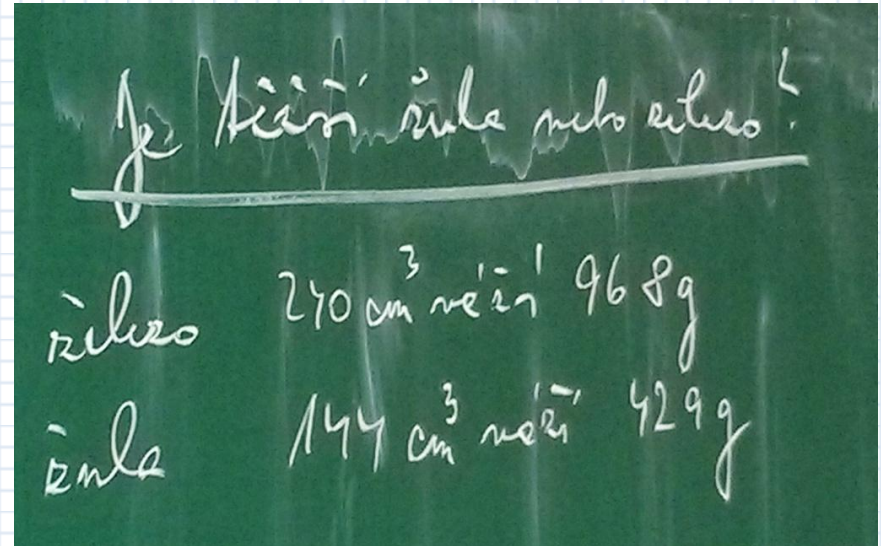 Je těžší žula nebo železo?
železo 240 cm³ váží 968g
žula 144 cm³ váží 429g